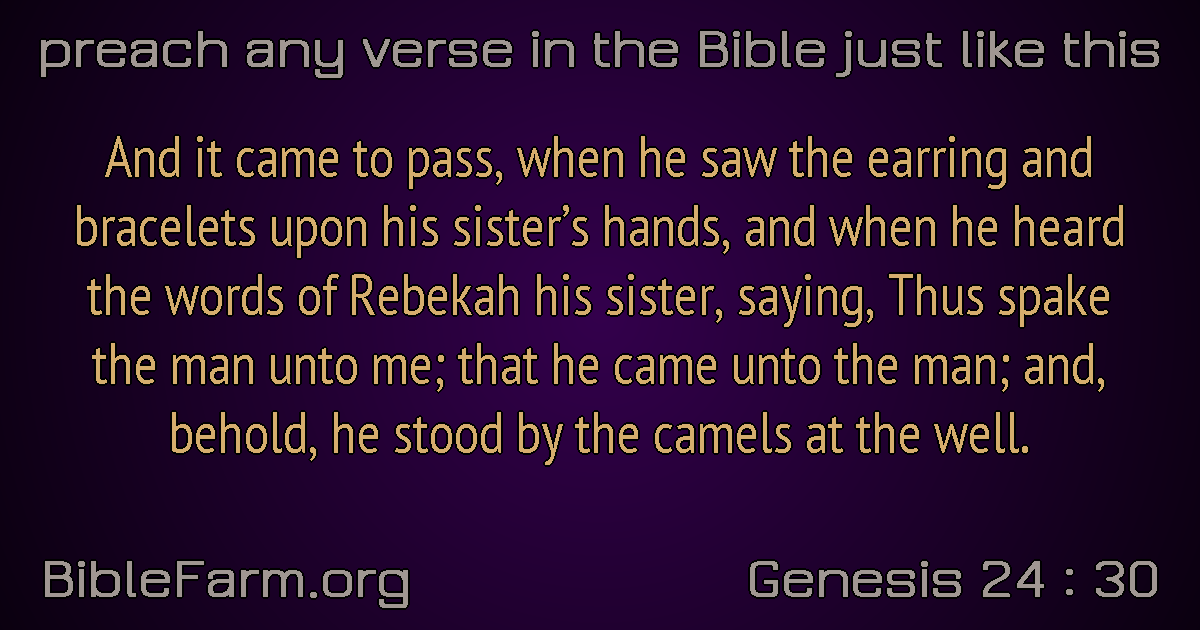 preach any verse in the Bible just like this
And it came to pass, when he saw the earring and
bracelets upon his sister’s hands, and when he heard
the words of Rebekah his sister, saying, Thus spake
the man unto me; that he came unto the man; and,
behold, he stood by the camels at the well.
BibleFarm.org
Genesis 24 : 30